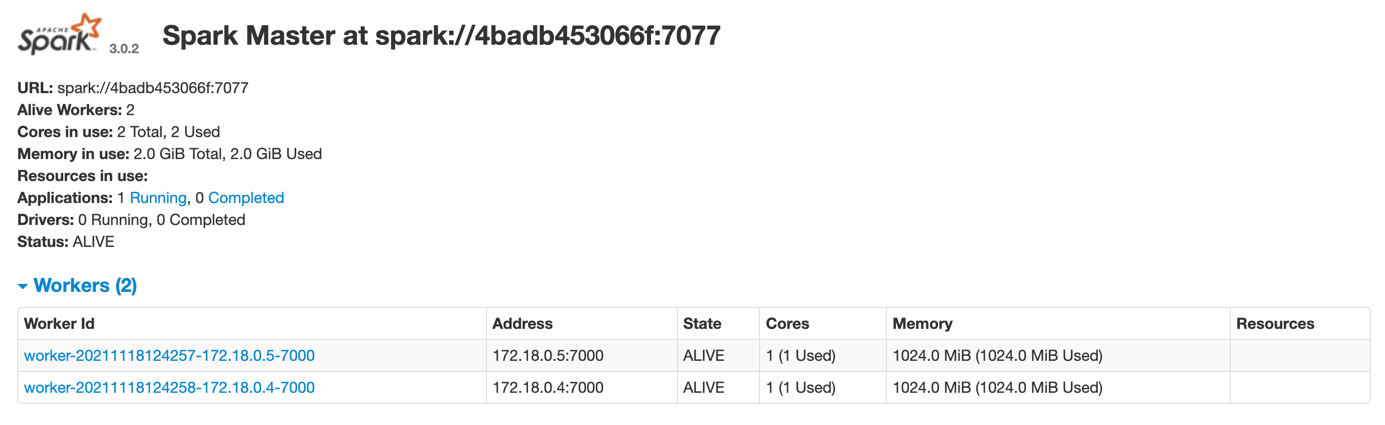 APACHE Spark 3.0.2 Spark Master at spark://4badb453066f:7077
URL: spark://4badb453066f:7077
Alive Workers: 2
Cores in use: 2 Total, 2 Used
Memory in use: 2.0 GiB Total, 2.0 GiB Used
Resources in use:
Applications: 1 Running, 0 Completed
Drivers: 0 Running, 0 Completed
Status: ALIVE
Workers (2)
Worker Id Address State Cores Memory Resources
worker-20211118124257-172.18.0.5-7000 172.18.0.5:7000 ALIVE 1 (1 Used) 1024.0 MiB (1024.0 MiB Used)
worker-20211118124258-172.18.0.4-7000 172.18.0.4:7000 ALIVE 1 (1 Used) 1024.0 MiB (1024.0 MiB Used)